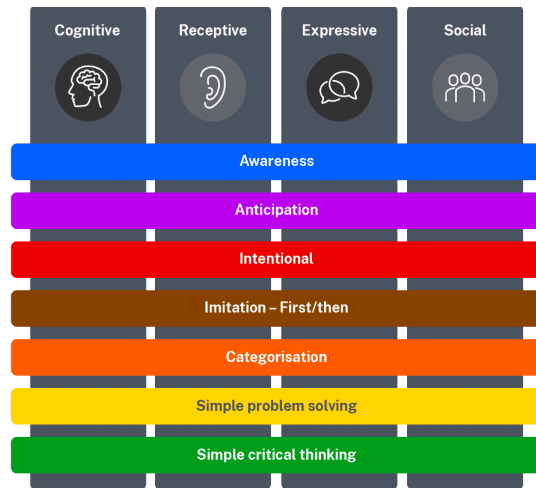 Cognitive Receptive Expressive Social
Awareness
Anticipation
Intentional
Imitation – First/then
Categorisation
Simple problem solving
Simple critical thinking